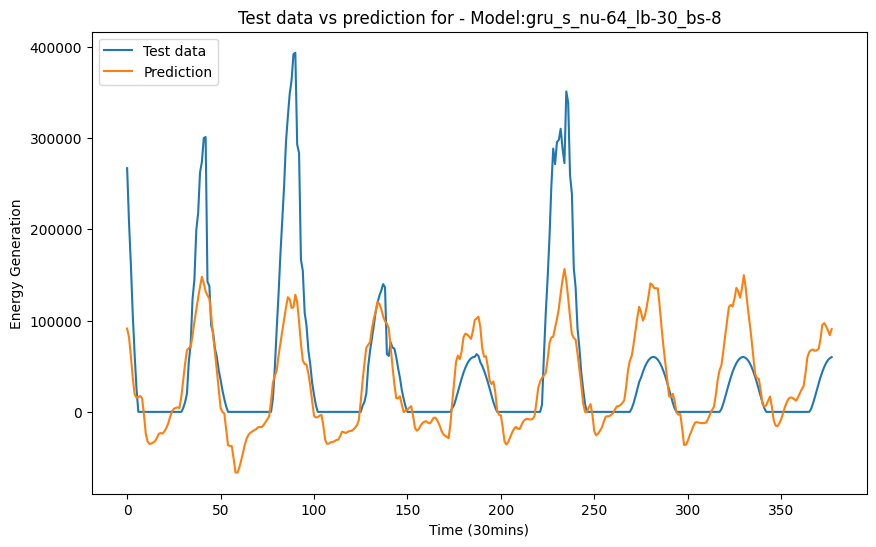 Test data vs prediction for - Model:gru_s_nu-64_lb-30_bs-8
Test data
Prediction
400000
300000
200000
100000
0
Energy Generation
0 50 100 150 200 250 300 350
Time (30mins)